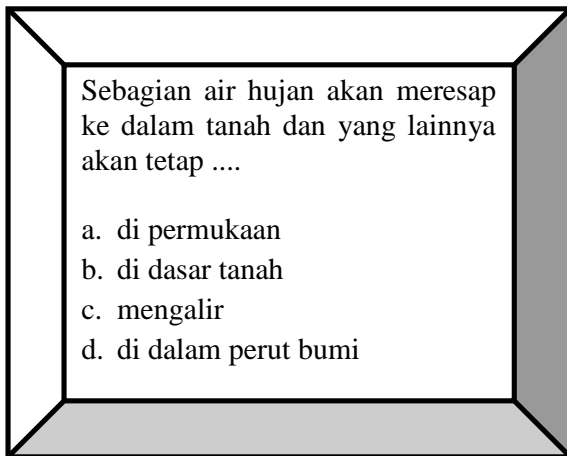 Sebagian air hujan akan meresap
ke dalam tanah dan yang lainnya
akan tetap ....
a. di permukaan
b. di dasar tanah
c. mengalir
d. di dalam perut bumi